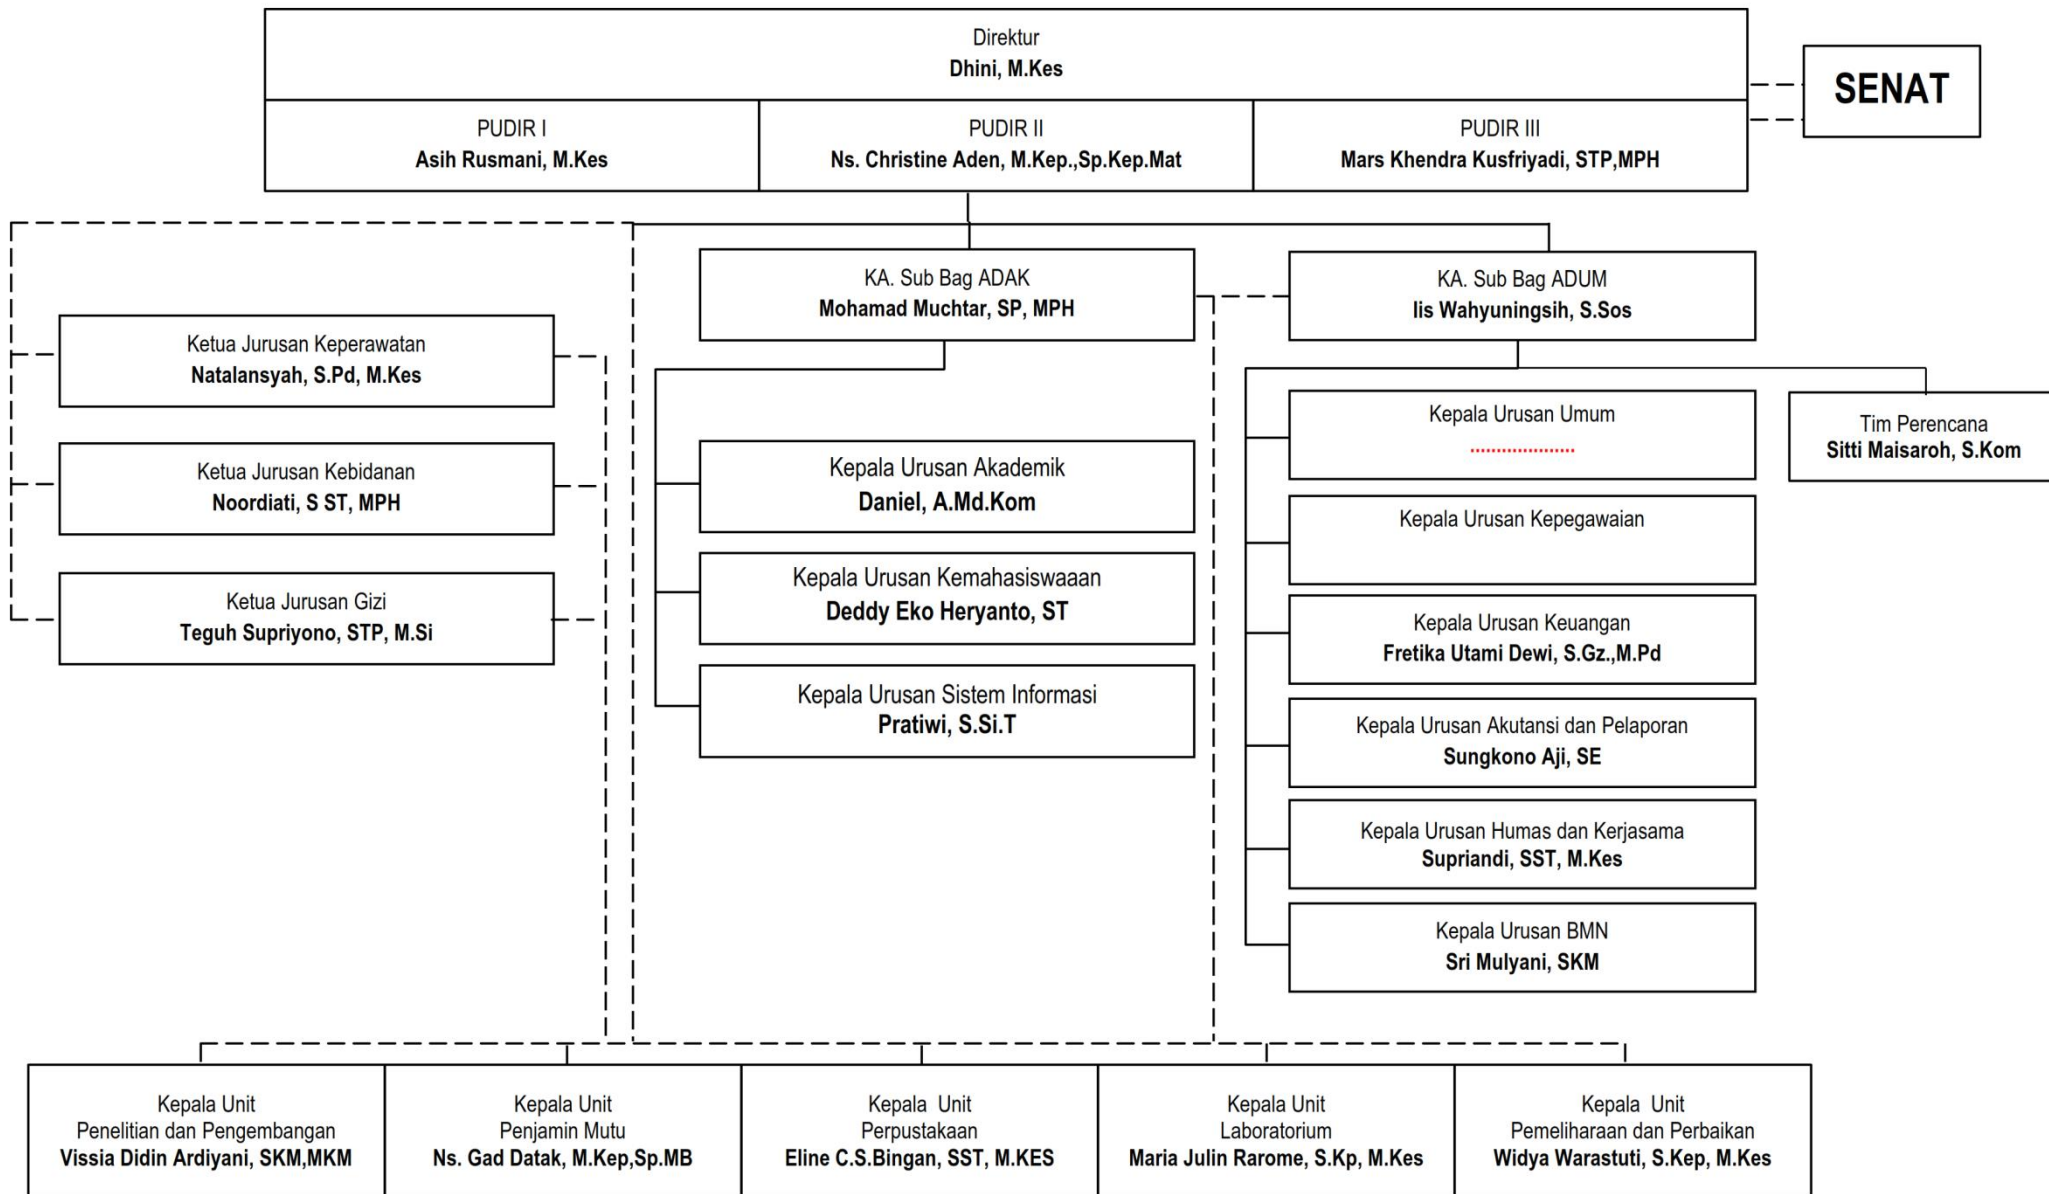 Direktur
Dhini, M.Kes
SENAT
PUDIR I
Asih Rusmani, M.Kes
PUDIR II
Ns. Christine Aden, M.Kep.,Sp.Kep.Mat
PUDIR III
Mars Khendra Kusfriyadi, STP,MPH
KA. Sub Bag ADAK
Mohamad Muchtar, SP, MPH
KA. Sub Bag ADUM
Iis Wahyuningsih, S.Sos
Ketua Jurusan Keperawatan
Natalansyah, S.Pd, M.Kes
Ketua Jurusan Kebidanan
Noordiati, S ST, MPH
Ketua Jurusan Gizi
Teguh Supriyono, STP, M.Si
Kepala Urusan Akademik
Daniel, A.Md.Kom
Kepala Urusan Kemahasiswaaan
Deddy Eko Heryanto, ST
Kepala Urusan Sistem Informasi
Pratiwi, S.Si.T
Kepala Urusan Umum
.....................
Tim Perencana
Sitti Maisaroh, S.Kom
Kepala Urusan Kepegawaian
Kepala Urusan Keuangan
Fretika Utami Dewi, S.Gz.,M.Pd
Kepala Urusan Akutansi dan Pelaporan
Sungkono Aji, SE
Kepala Urusan Humas dan Kerjasama
Supriandi, SST, M.Kes
Kepala Urusan BMN
Sri Mulyani, SKM
Kepala Unit
Penelitian dan Pengembangan
Vissia Didin Ardiyani, SKM,MKM
Kepala Unit
Penjamin Mutu
Ns. Gad Datak, M.Kep,Sp.MB
Kepala Unit
Perpustakaan
Eline C.S.Bingan, SST, M.KES
Kepala Unit
Laboratorium
Maria Julin Rarome, S.Kp, M.Kes
Kepala Unit
Pemeliharaan dan Perbaikan
Widya Warastuti, S.Kep, M.Kes